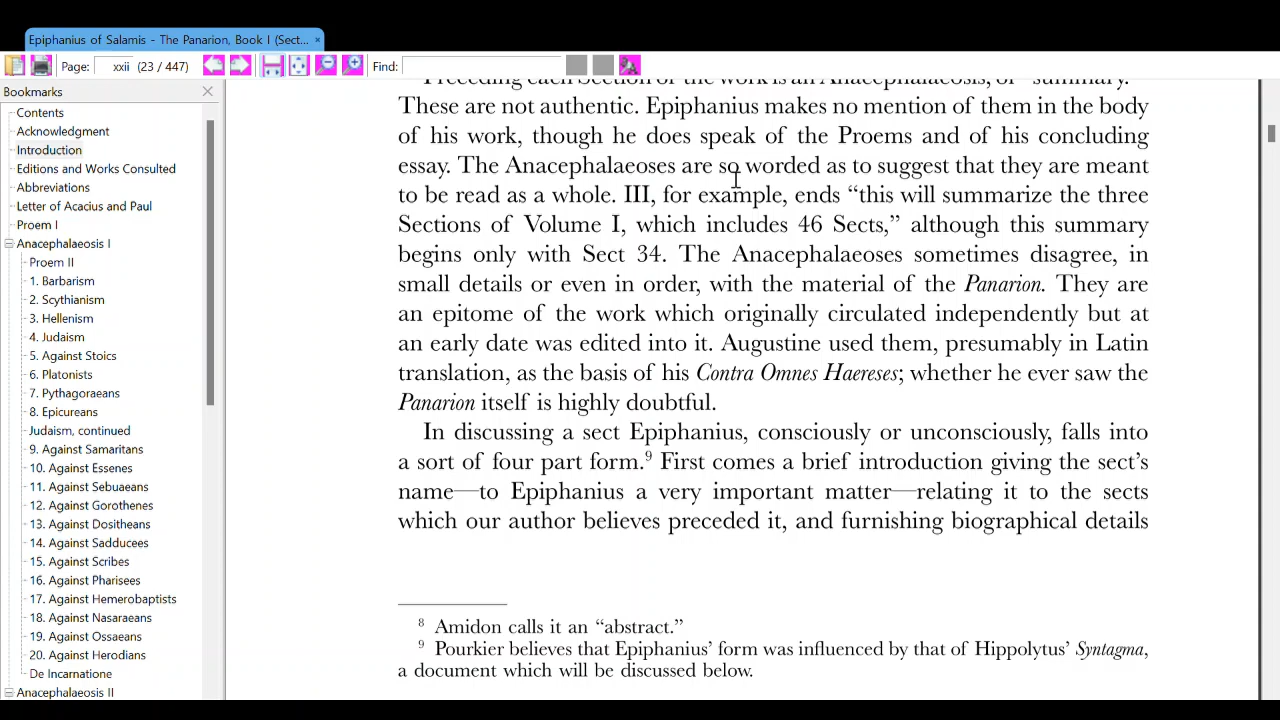 Epiphanius of Salamis - The Panarion, Book I (Sect... ×
Page: xxii (23 / 447) Find:
Bookmarks
Contents
Acknowledgment
Introduction
Editions and Works Consulted
Abbreviations
Letter of Acacius and Paul
Proem I
Anacephalaeosis I
Proem II
1. Barbarism
2. Scythianism
3. Hellenism
4. Judaism
5. Against Stoics
6. Platonists
7. Pythagoraeans
8. Epicureans
Judaism, continued
9. Against Samaritans
10. Against Essenes
11. Against Sebuaeans
12. Against Gorothenes
13. Against Dositheans
14. Against Sadducees
15. Against Scribes
16. Against Pharisees
17. Against Hemerobaptists
18. Against Nasaraeans
19. Against Ossaeans
20. Against Herodians
De Incarnatione
Anacephalaeosis II
Preceding each Section of the work is an Anacephalaeosis, or “summary.”
These are not authentic. Epiphanius makes no mention of them in the body
of his work, though he does speak of the Proems and of his concluding
essay. The Anacephalaeoses are so worded as to suggest that they are meant
to be read as a whole. III, for example, ends “this will summarize the three
Sections of Volume I, which includes 46 Sects,” although this summary
begins only with Sect 34. The Anacephalaeoses sometimes disagree, in
small details or even in order, with the material of the Panarion. They are
an epitome of the work which originally circulated independently but at
an early date was edited into it. Augustine used them, presumably in Latin
translation, as the basis of his Contra Omnes Haereses; whether he ever saw the
Panarion itself is highly doubtful.
In discussing a sect Epiphanius, consciously or unconsciously, falls into
a sort of four part form.⁹ First comes a brief introduction giving the sect’s
name—to Epiphanius a very important matter—relating it to the sects
which our author believes preceded it, and furnishing biographical details
⁸ Amidon calls it an “abstract.”
⁹ Pourkier believes that Epiphanius’ form was influenced by that of Hippolytus’ Syntagma,
a document which will be discussed below.